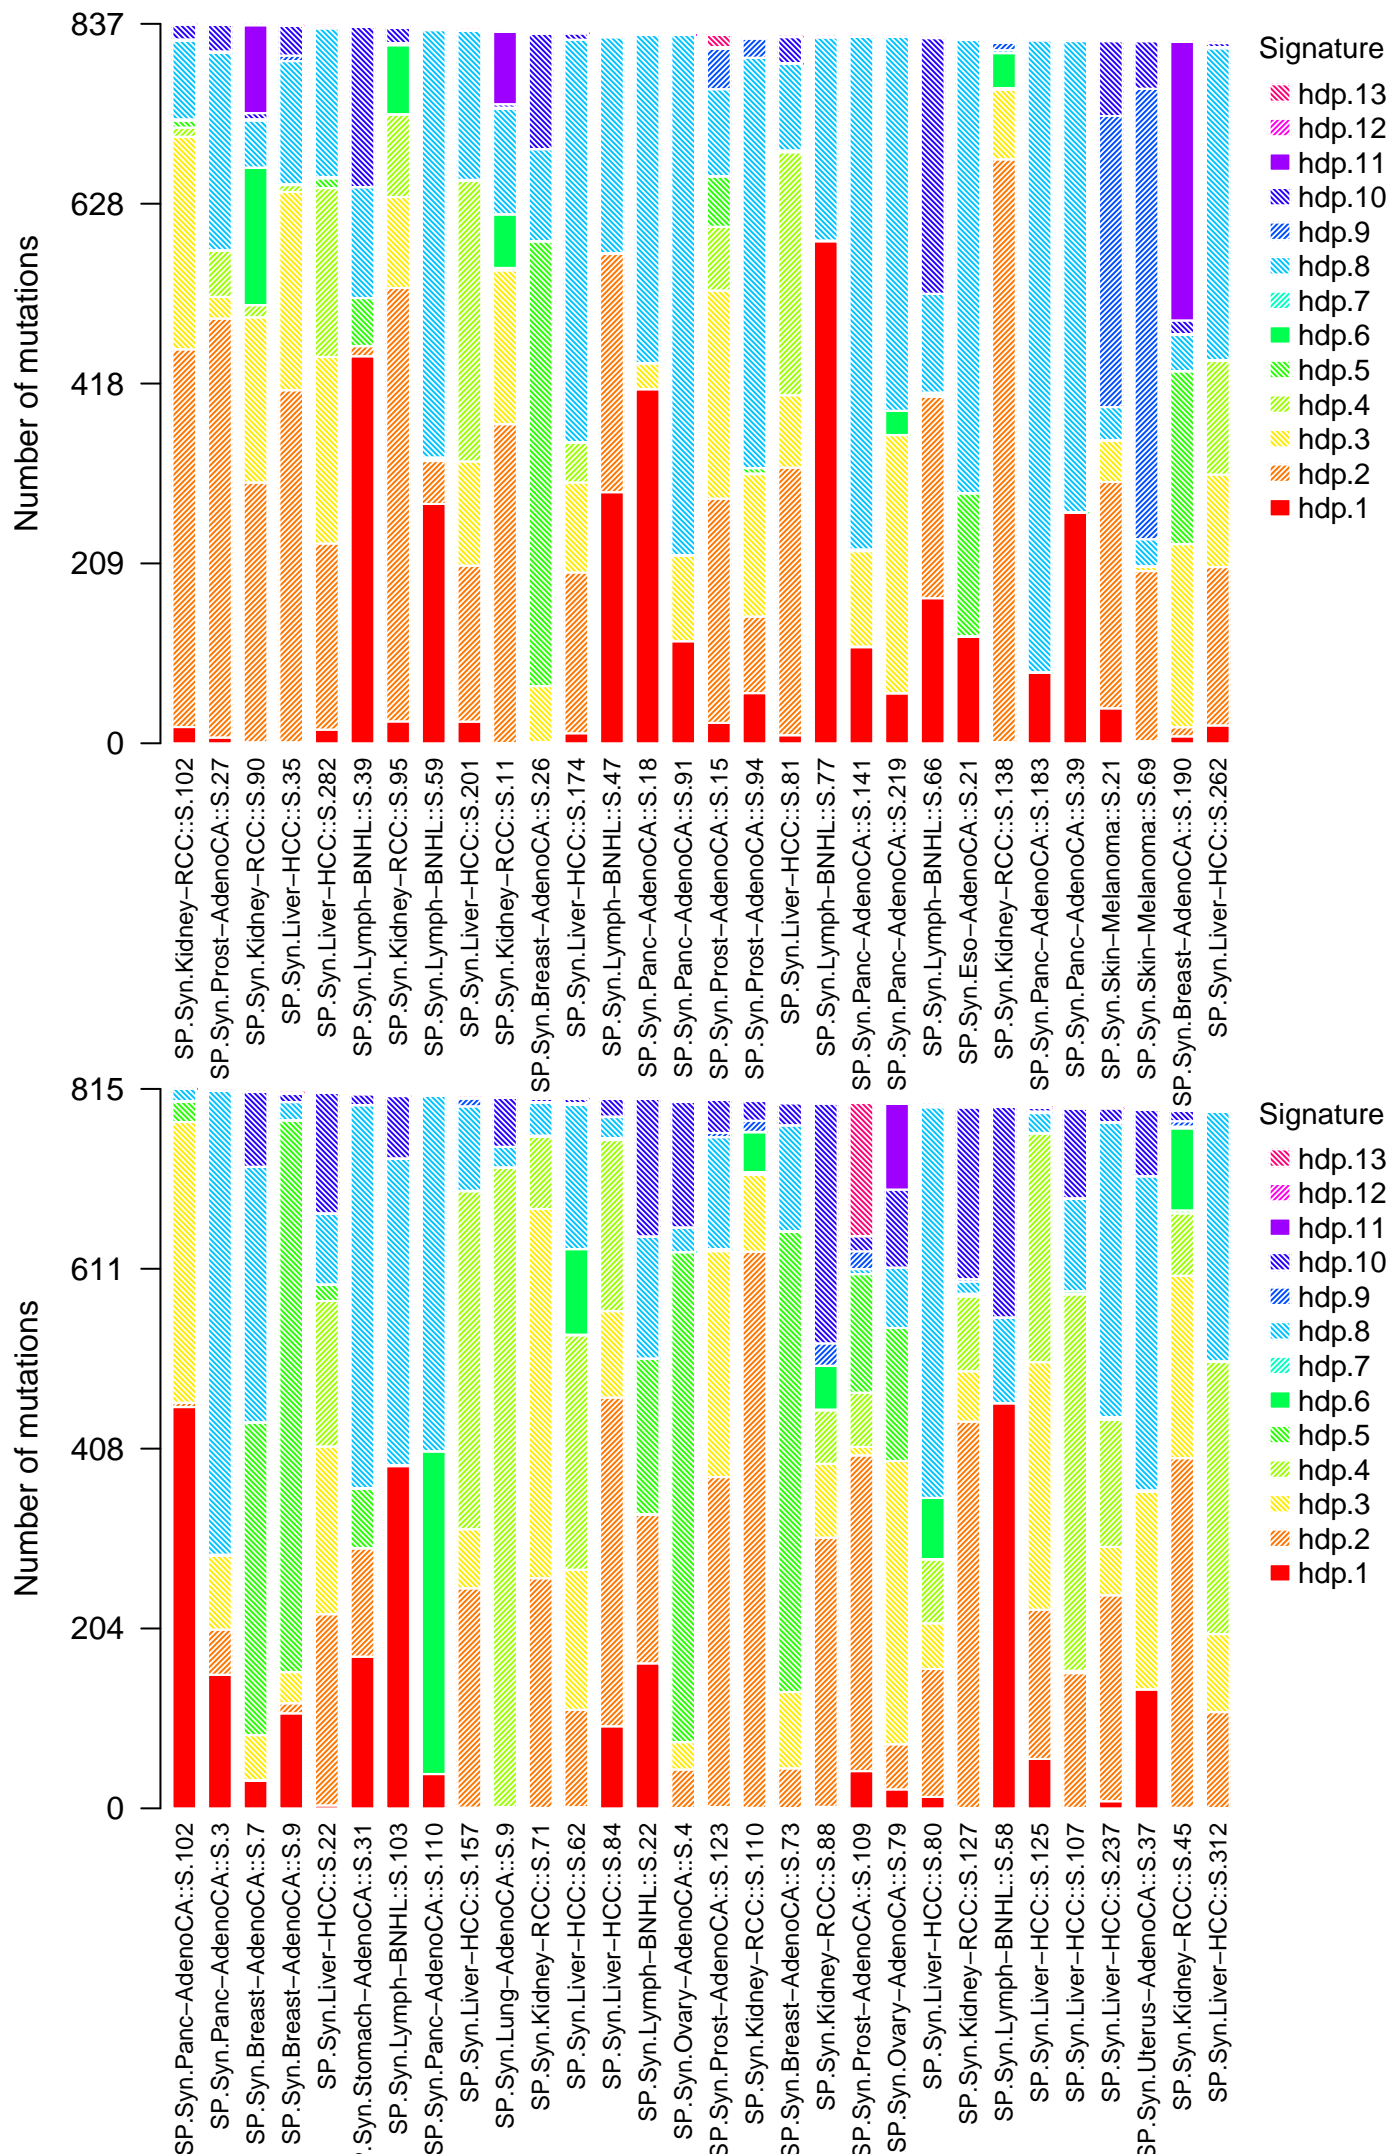 Number of mutations
837
628
418
209
0
Signature
hdp.13
hdp.12
hdp.11
hdp.10
hdp.9
hdp.8
hdp.7
hdp.6
hdp.5
hdp.4
hdp.3
hdp.2
hdp.1
SP.Syn.Kidney−RCC::S.102
SP.Syn.Prost−AdenoCA::S.27
SP.Syn.Kidney−RCC::S.90
SP.Syn.Liver−HCC::S.35
SP.Syn.Liver−HCC::S.282
SP.Syn.Lymph−BNHL::S.39
SP.Syn.Kidney−RCC::S.95
SP.Syn.Lymph−BNHL::S.59
SP.Syn.Liver−HCC::S.201
SP.Syn.Kidney−RCC::S.11
SP.Syn.Breast−AdenoCA::S.26
SP.Syn.Liver−HCC::S.174
SP.Syn.Lymph−BNHL::S.47
SP.Syn.Panc−AdenoCA::S.18
SP.Syn.Panc−AdenoCA::S.91
SP.Syn.Prost−AdenoCA::S.15
SP.Syn.Prost−AdenoCA::S.94
SP.Syn.Liver−HCC::S.81
SP.Syn.Lymph−BNHL::S.77
SP.Syn.Panc−AdenoCA::S.141
SP.Syn.Panc−AdenoCA::S.219
SP.Syn.Lymph−BNHL::S.66
SP.Syn.Eso−AdenoCA::S.21
SP.Syn.Kidney−RCC::S.138
SP.Syn.Panc−AdenoCA::S.183
SP.Syn.Panc−AdenoCA::S.39
SP.Syn.Skin−Melanoma::S.21
SP.Syn.Skin−Melanoma::S.69
SP.Syn.Breast−AdenoCA::S.190
SP.Syn.Liver−HCC::S.262
Number of mutations
815
611
408
204
0
Signature
hdp.13
hdp.12
hdp.11
hdp.10
hdp.9
hdp.8
hdp.7
hdp.6
hdp.5
hdp.4
hdp.3
hdp.2
hdp.1
SP.Syn.Panc−AdenoCA::S.102
SP.Syn.Panc−AdenoCA::S.3
SP.Syn.Breast−AdenoCA::S.7
SP.Syn.Breast−AdenoCA::S.9
SP.Syn.Liver−HCC::S.22
P.Syn.Stomach−AdenoCA::S.31
SP.Syn.Lymph−BNHL::S.103
SP.Syn.Panc−AdenoCA::S.110
SP.Syn.Liver−HCC::S.157
SP.Syn.Lung−AdenoCA::S.9
SP.Syn.Kidney−RCC::S.71
SP.Syn.Liver−HCC::S.62
SP.Syn.Liver−HCC::S.84
SP.Syn.Lymph−BNHL::S.22
SP.Syn.Ovary−AdenoCA::S.4
SP.Syn.Prost−AdenoCA::S.123
SP.Syn.Kidney−RCC::S.110
SP.Syn.Breast−AdenoCA::S.73
SP.Syn.Kidney−RCC::S.88
SP.Syn.Prost−AdenoCA::S.109
SP.Syn.Ovary−AdenoCA::S.79
SP.Syn.Liver−HCC::S.80
SP.Syn.Kidney−RCC::S.127
SP.Syn.Lymph−BNHL::S.58
SP.Syn.Liver−HCC::S.125
SP.Syn.Liver−HCC::S.107
SP.Syn.Liver−HCC::S.237
SP.Syn.Uterus−AdenoCA::S.37
SP.Syn.Kidney−RCC::S.45
SP.Syn.Liver−HCC::S.312